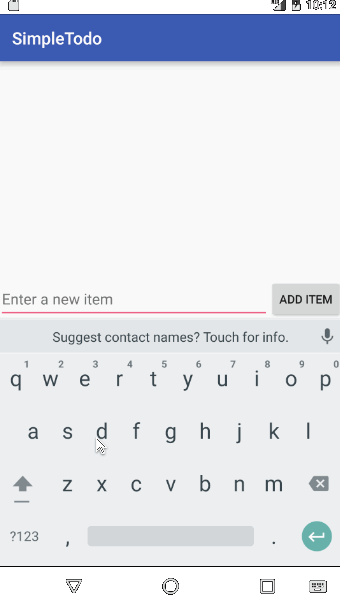 10:12
SimpleTodo
Enter a new item
ADD ITEM
Suggest contact names? Touch for info.
1 2 3 4 5 6 7 8 9 0
q w e r t y u i o p
a s d f g h j k l
z x c v b n m
?123 , .